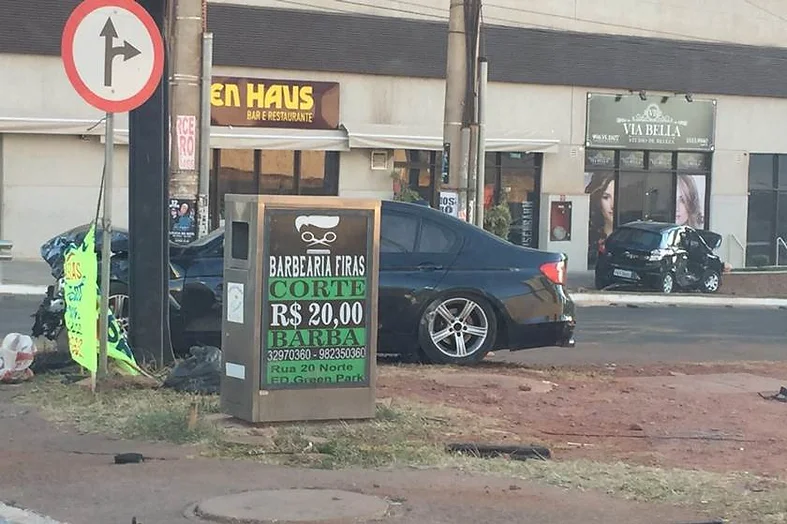 EN HAUS
BAR E RESTAURANTE
VIA BELLA
BARBEARIA FIRAS
CORTE
R$ 20,00
BARBA
32970360 - 982350360
Rua 20 Norte
ED.Green Park